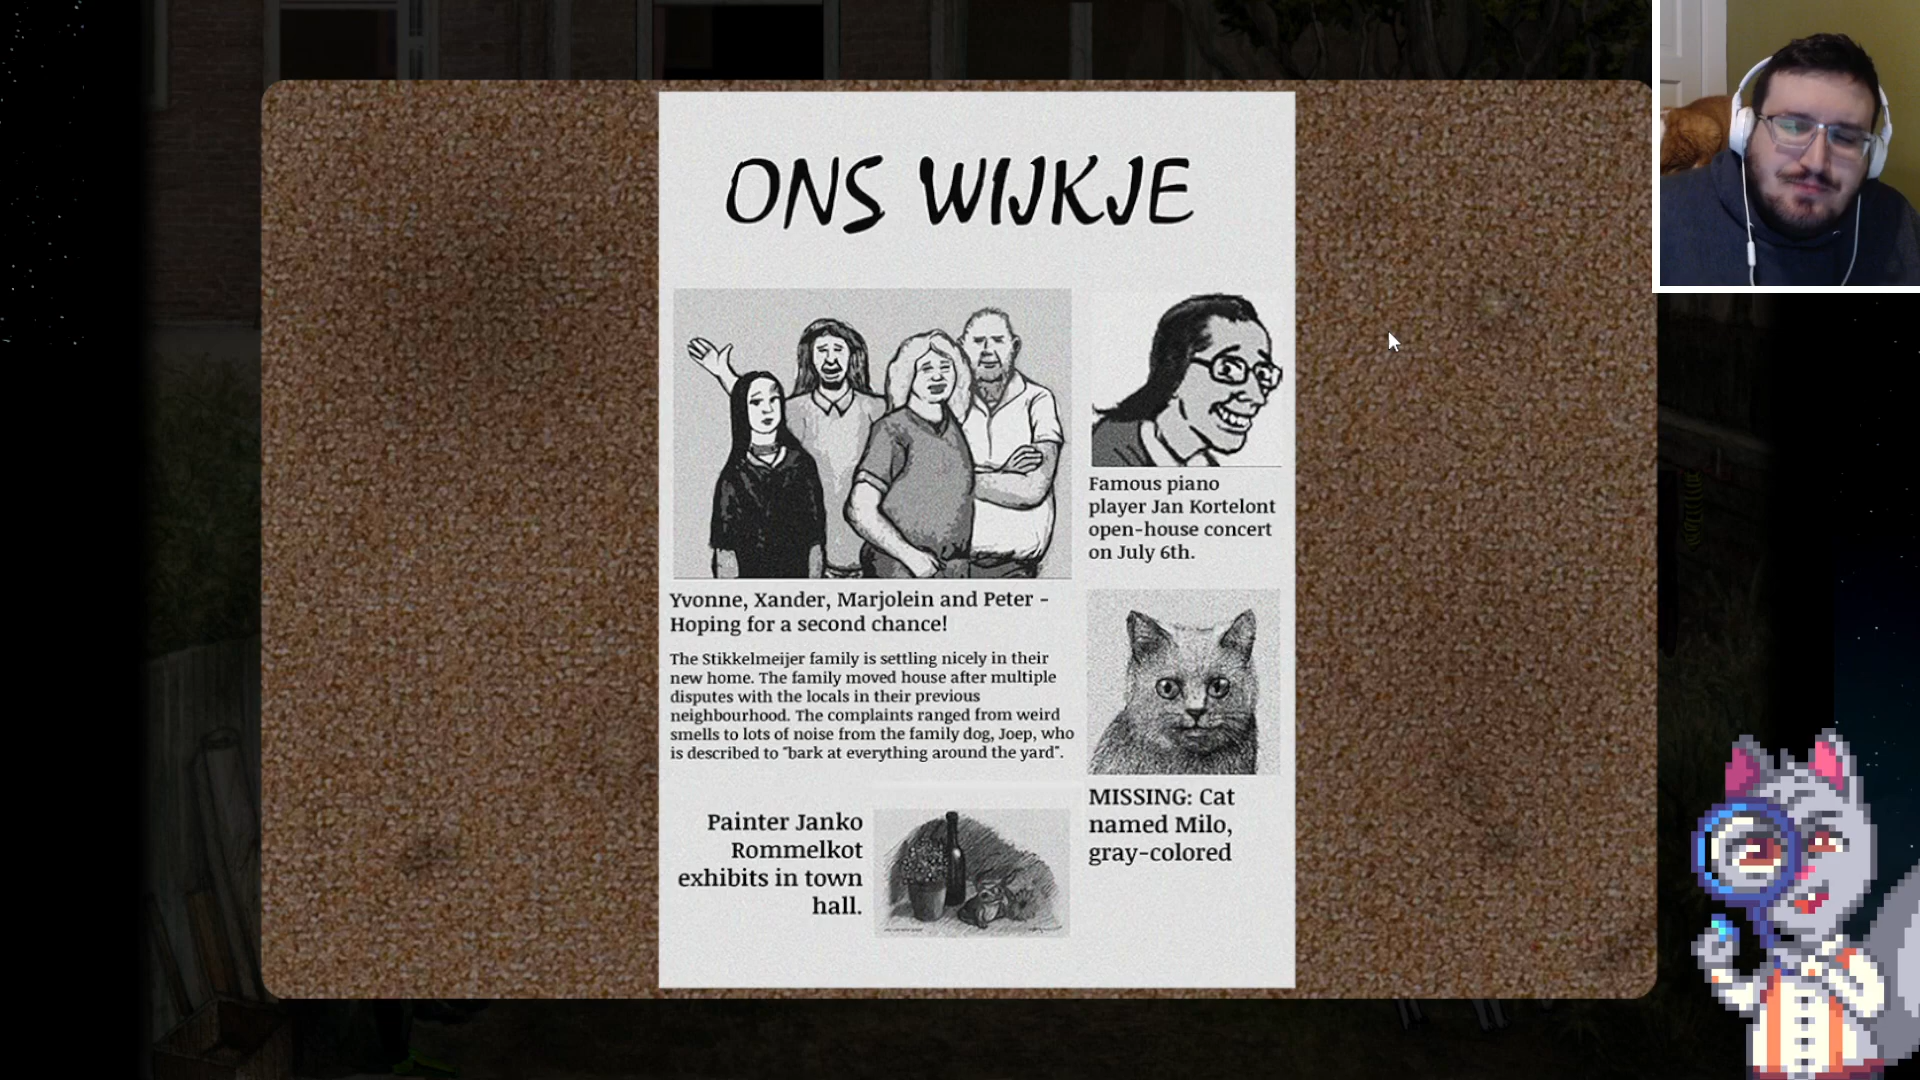 ONS WIJKJE
Yvonne, Xander, Marjolein and Peter -
Hoping for a second chance!
The Stikkelmeijer family is settling nicely in their
new home. The family moved house after multiple
disputes with the locals in their previous
neighbourhood. The complaints ranged from weird
smells to lots of noise from the family dog, Joep, who
is described to "bark at everything around the yard".
Painter Janko
Rommelkot
exhibits in town
hall.
Famous piano
player Jan Kortelont
open-house concert
on July 6th.
MISSING: Cat
named Milo,
gray-colored